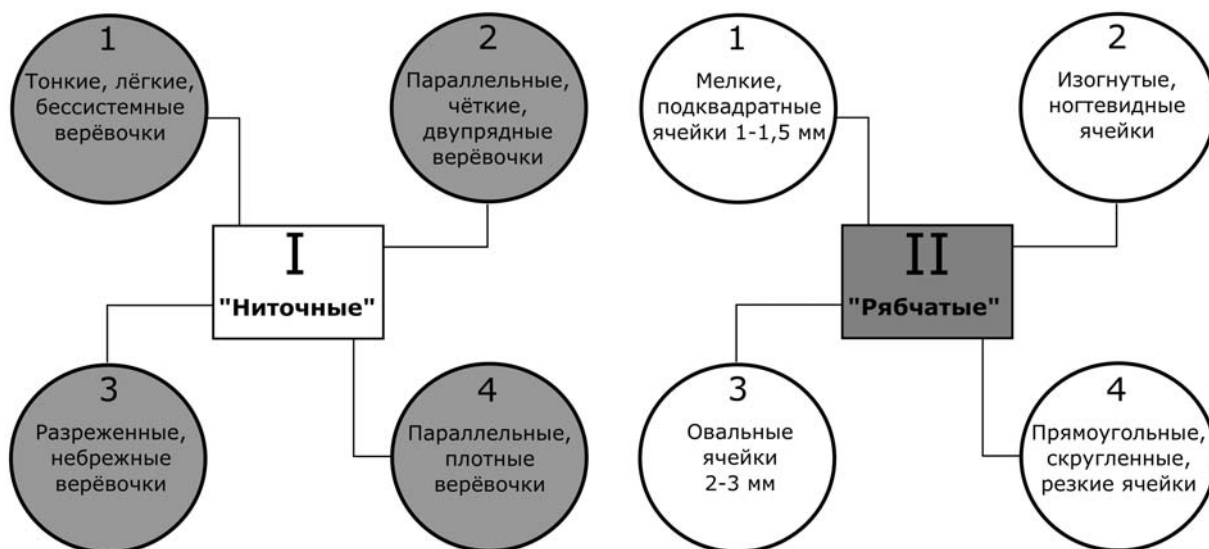 1
Тонкие, лёгкие,
бессистемные
верёвочки
2
Параллельные,
чёткие,
двупрядные
верёвочки
I
"Ниточные"
3
Разреженные,
небрежные
верёвочки
4
Параллельные,
плотные
верёвочки
1
Мелкие,
подквадратные
ячейки 1-1,5 мм
2
Изогнутые,
ногтевидные
ячейки
II
"Рябчатые"
3
Овальные
ячейки
2-3 мм
4
Прямоугольные,
скругленные,
резкие ячейки